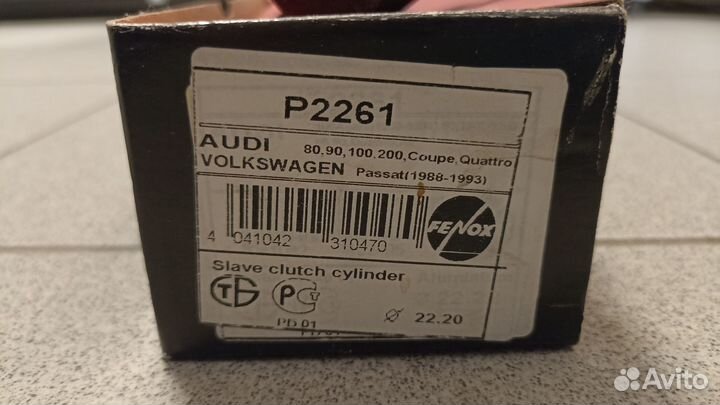 P2261
AUDI 80,90,100,200,Coupe,Quattro
VOLKSWAGEN Passat(1988-1993)
4 041042 310470
FENOX
Slave clutch cylinder
PD 01 ⌀ 22.20
Avito